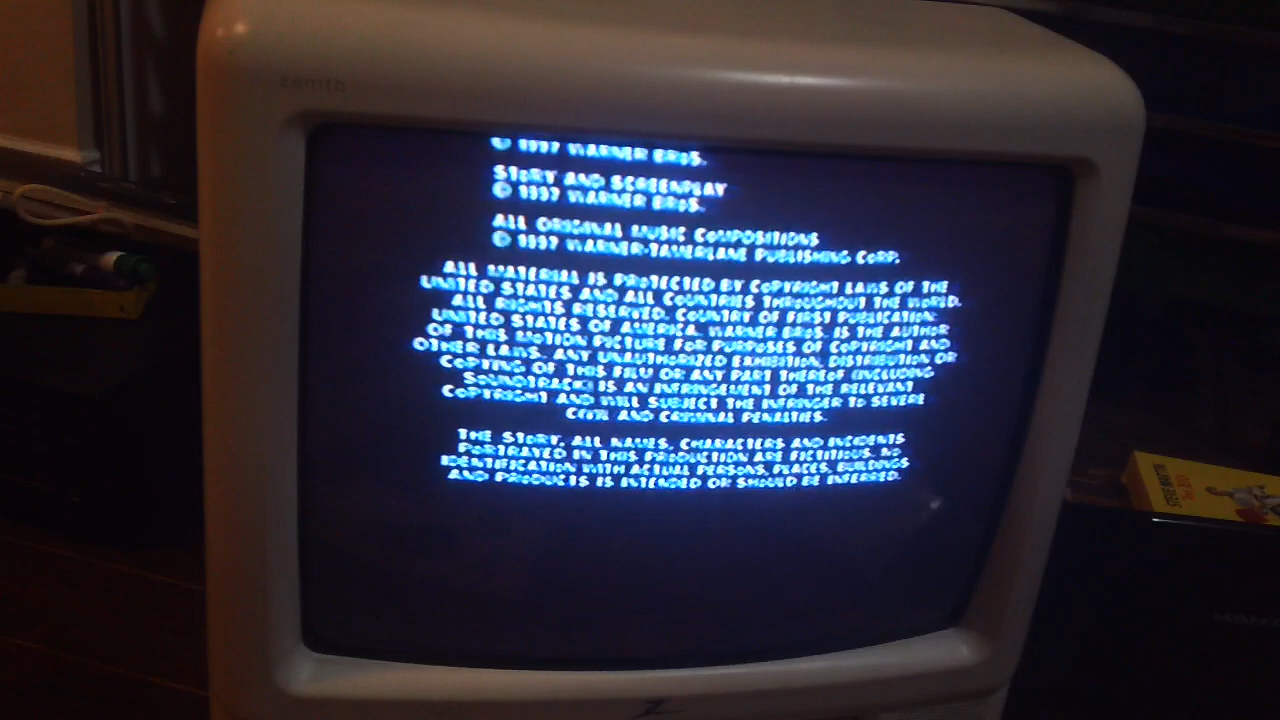 zenith
© 1997 WARNER BROS.
STORY AND SCREENPLAY
© 1997 WARNER BROS.
ALL ORIGINAL MUSIC COMPOSITIONS
© 1997 WARNER-TAMERLANE PUBLISHING CORP.
ALL MATERIAL IS PROTECTED BY COPYRIGHT LAWS OF THE
UNITED STATES AND ALL COUNTRIES THROUGHOUT THE WORLD.
ALL RIGHTS RESERVED. COUNTRY OF FIRST PUBLICATION:
UNITED STATES OF AMERICA. WARNER BROS. IS THE AUTHOR
OF THIS MOTION PICTURE FOR PURPOSES OF COPYRIGHT AND
OTHER LAWS. ANY UNAUTHORIZED EXHIBITION, DISTRIBUTION OR
COPYING OF THIS FILM OR ANY PART THEREOF (INCLUDING
SOUNDTRACK) IS AN INFRINGEMENT OF THE RELEVANT
COPYRIGHT AND WILL SUBJECT THE INFRINGER TO SEVERE
CIVIL AND CRIMINAL PENALTIES.
THE STORY, ALL NAMES, CHARACTERS AND INCIDENTS
PORTRAYED IN THIS PRODUCTION ARE FICTITIOUS. NO
IDENTIFICATION WITH ACTUAL PERSONS, PLACES, BUILDINGS
AND PRODUCTS IS INTENDED OR SHOULD BE INFERRED.
STEVE MARTIN
The Jerk